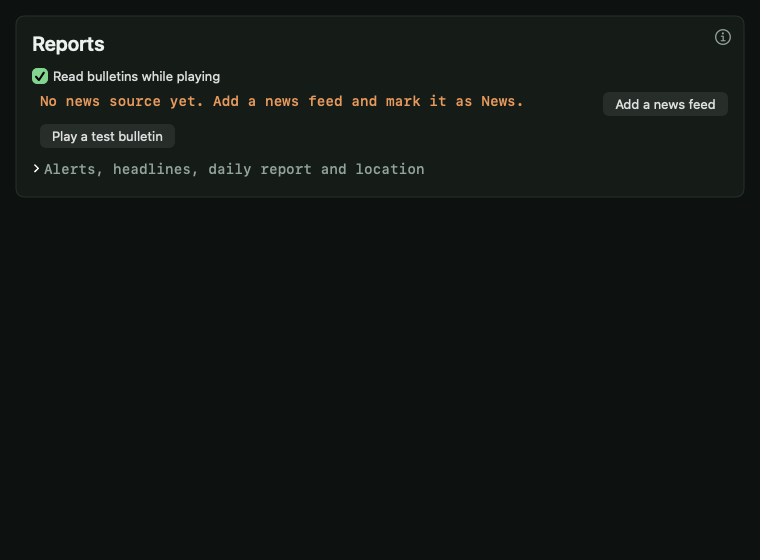 Reports
Read bulletins while playing
No news source yet. Add a news feed and mark it as News.
Add a news feed
Play a test bulletin
Alerts, headlines, daily report and location